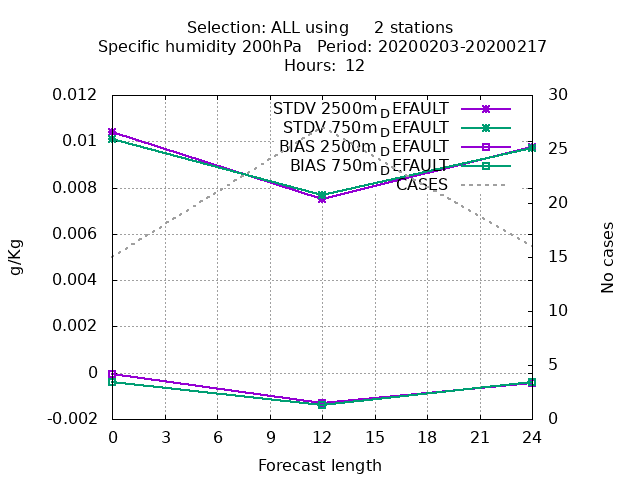 Selection: ALL using     2 stations
Specific humidity 200hPa   Period: 20200203-20200217
Hours: 12
0.012
0.01
0.008
0.006
0.004
0.002
0
-0.002
g/Kg
STDV 2500m_DEFAULT
STDV 750m_DEFAULT
BIAS 2500m_DEFAULT
BIAS 750m_DEFAULT
CASES
30
25
20
15
10
5
0
No cases
0 3 6 9 12 15 18 21 24
Forecast length